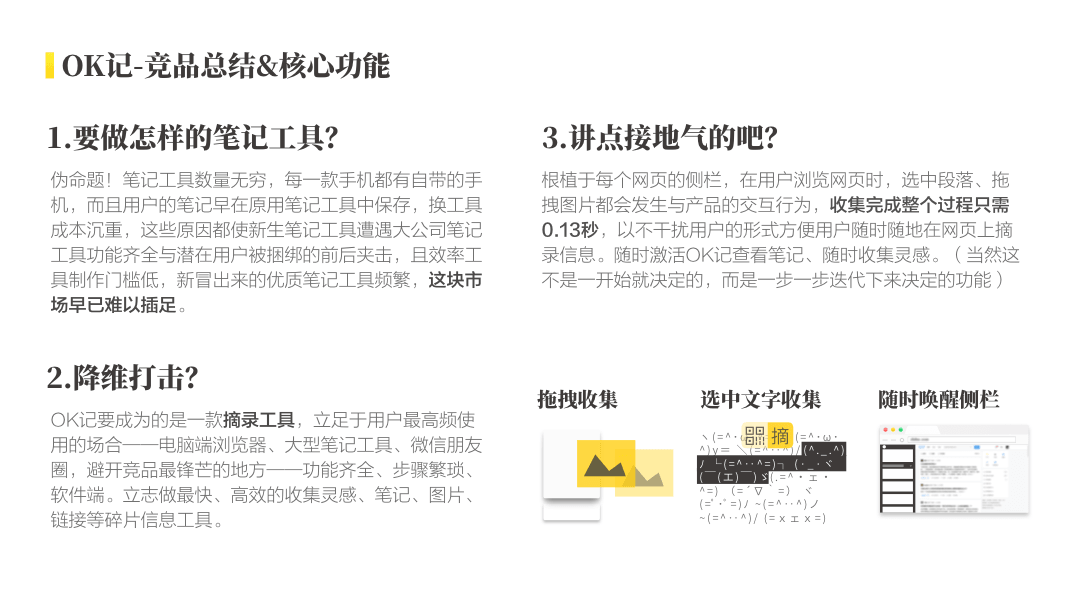 OK记-竞品总结&核心功能
1.要做怎样的笔记工具?
伪命题！笔记工具数量无穷，每一款手机都有自带的手
机，而且用户的笔记早在原用笔记工具中保存，换工具
成本沉重，这些原因都使新生笔记工具遭遇大公司笔记
工具功能齐全与潜在用户被捆绑的前后夹击，且效率工
具制作门槛低，新冒出来的优质笔记工具频繁，这块市
场早已难以插足。
2.降维打击?
OK记要成为的是一款摘录工具，立足于用户最高频使
用的场合——电脑端浏览器、大型笔记工具、微信朋友
圈，避开竞品最锋芒的地方——功能齐全、步骤繁琐、
软件端。立志做最快、高效的收集灵感、笔记、图片、
链接等碎片信息工具。
3.讲点接地气的吧?
根植于每个网页的侧栏，在用户浏览网页时，选中段落、拖
拽图片都会发生与产品的交互行为，收集完成整个过程只需
0.13秒，以不干扰用户的形式方便用户随时随地在网页上摘
录信息。随时激活OK记查看笔记、随时收集灵感。（当然这
不是一开始就决定的，而是一步一步迭代下来决定的功能）
拖拽收集
选中文字收集
随时唤醒侧栏
摘